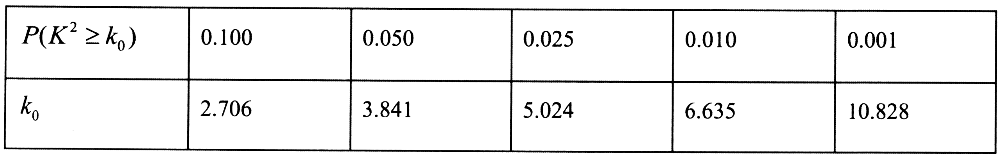 P(K² ≥ k₀) 0.100 0.050 0.025 0.010 0.001
k₀ 2.706 3.841 5.024 6.635 10.828